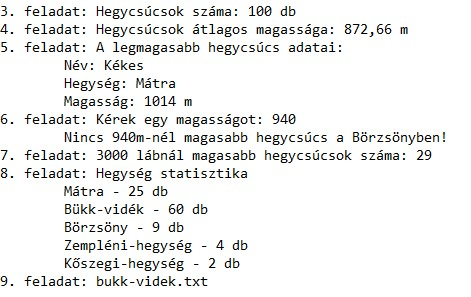 3. feladat: Hegycsúcsok száma: 100 db
4. feladat: Hegycsúcsok átlagos magassága: 872,66 m
5. feladat: A legmagasabb hegycsúcs adatai:
Név: Kékes
Hegység: Mátra
Magasság: 1014 m
6. feladat: Kérek egy magasságot: 940
Nincs 940m-nél magasabb hegycsúcs a Börzsönyben!
7. feladat: 3000 lábnál magasabb hegycsúcsok száma: 29
8. feladat: Hegység statisztika
Mátra - 25 db
Bükk-vidék - 60 db
Börzsöny - 9 db
Zempléni-hegység - 4 db
Kőszegi-hegység - 2 db
9. feladat: bukk-videk.txt